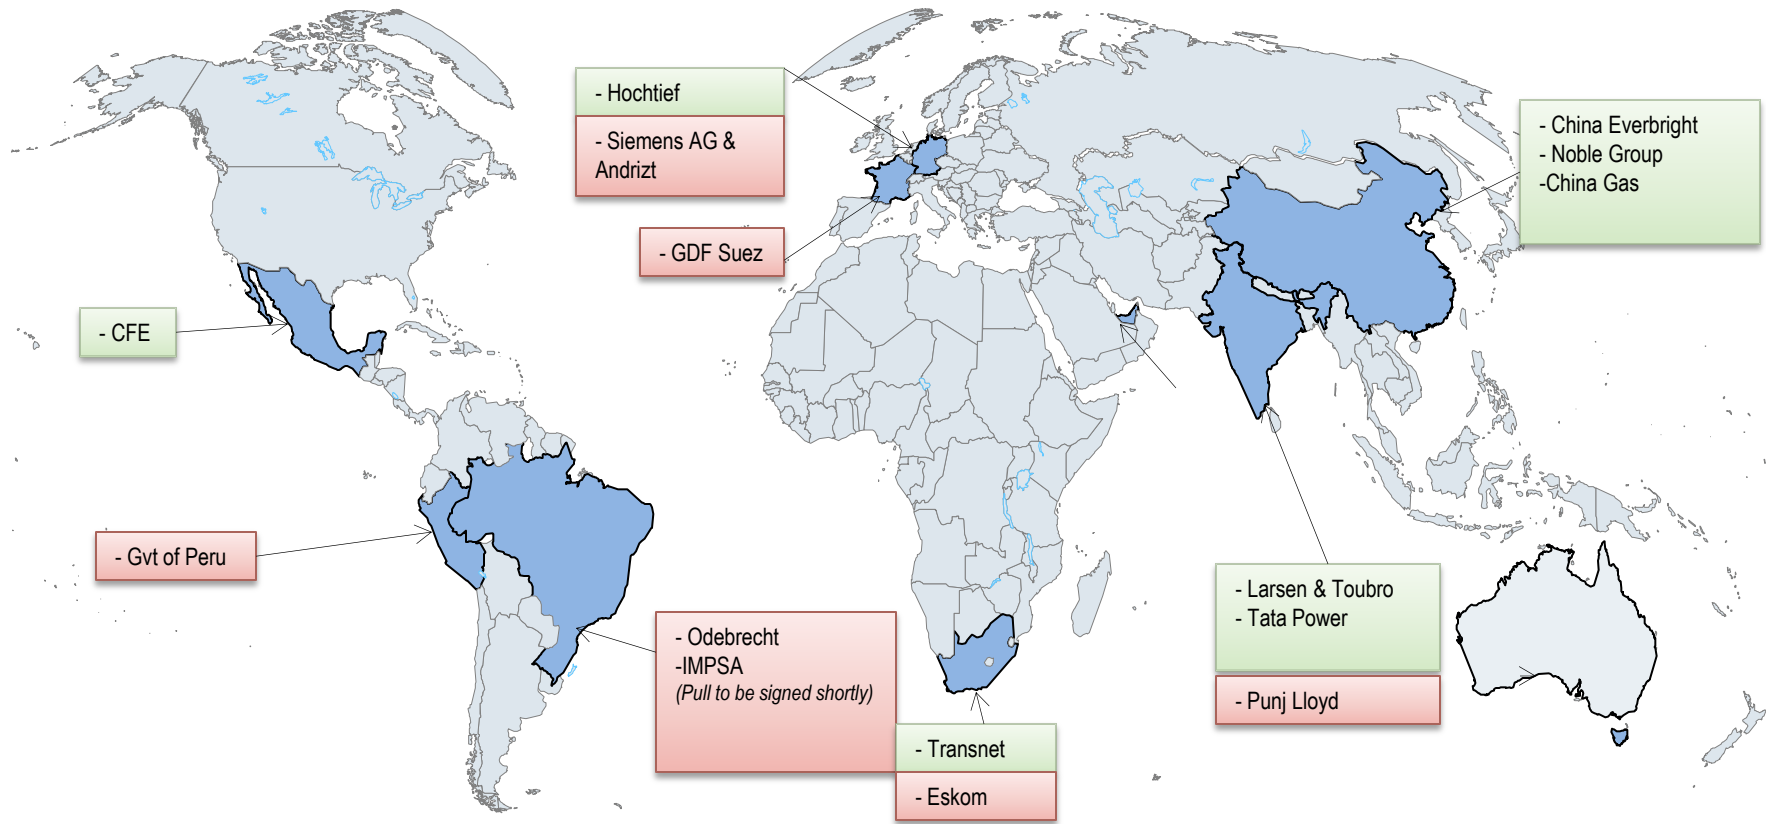 - Hochtief
- Siemens AG &
Andrizt
- GDF Suez
- China Everbright
- Noble Group
-China Gas
- CFE
- Gvt of Peru
- Odebrecht
-IMPSA
(Pull to be signed shortly)
- Transnet
- Eskom
- Larsen & Toubro
- Tata Power
- Punj Lloyd